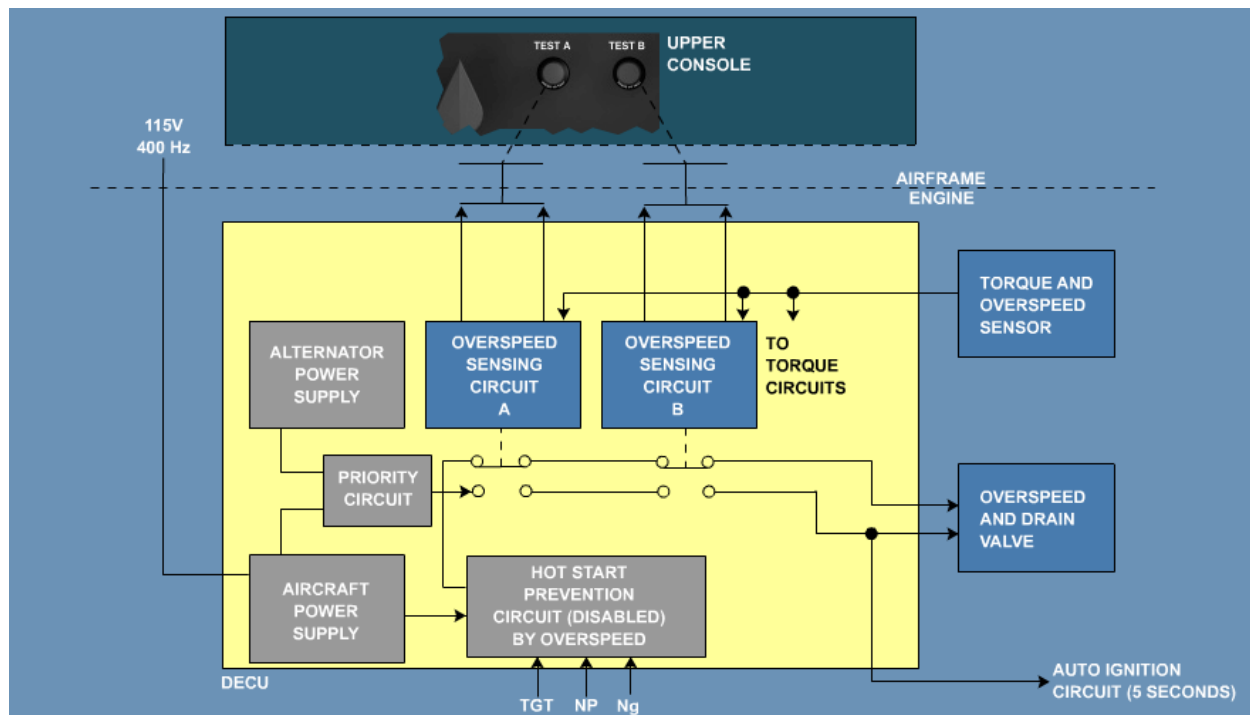 TEST A
TEST B
UPPER
CONSOLE
115V
400 Hz
AIRFRAME
ENGINE
TORQUE AND
OVERSPEED
SENSOR
ALTERNATOR
POWER
SUPPLY
OVERSPEED
SENSING
CIRCUIT
A
OVERSPEED
SENSING
CIRCUIT
B
TO
TORQUE
CIRCUITS
PRIORITY
CIRCUIT
OVERSPEED
AND DRAIN
VALVE
AIRCRAFT
POWER
SUPPLY
HOT START
PREVENTION
CIRCUIT (DISABLED)
BY OVERSPEED
DECU
TGT
NP
Ng
AUTO IGNITION
CIRCUIT (5 SECONDS)